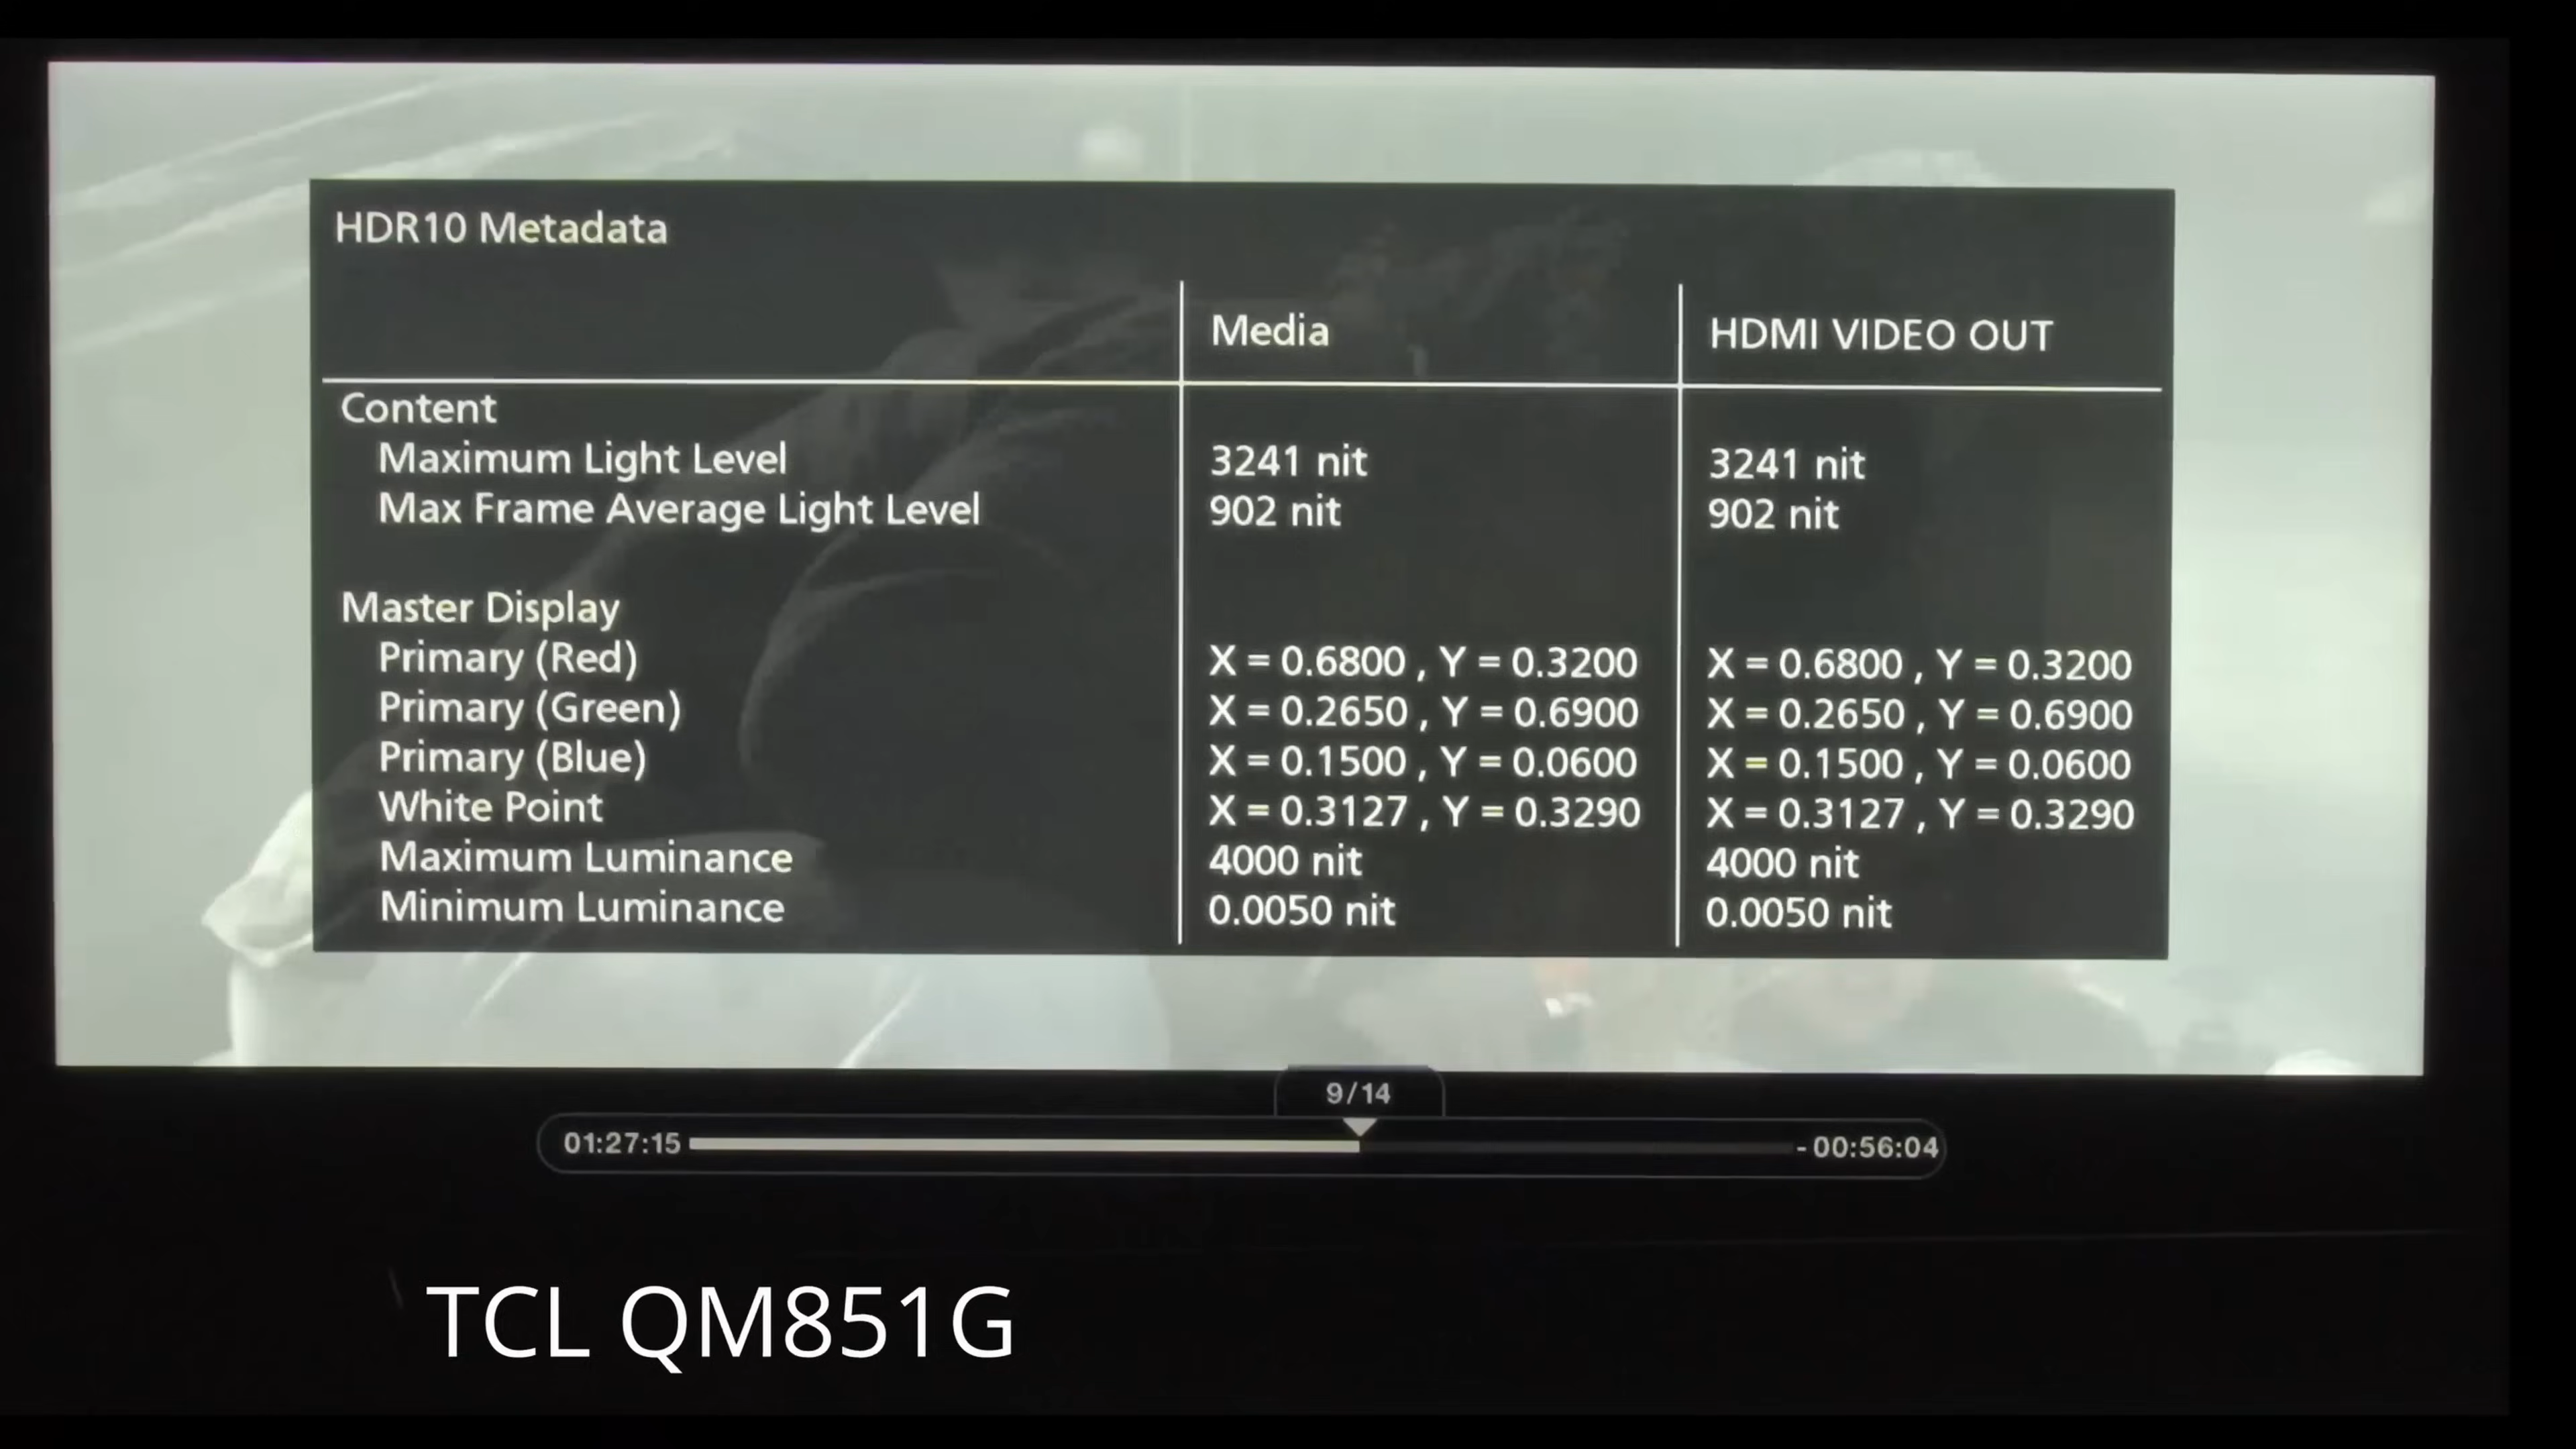 HDR10 Metadata
Media HDMI VIDEO OUT
Content
Maximum Light Level 3241 nit 3241 nit
Max Frame Average Light Level 902 nit 902 nit
Master Display
Primary (Red) X = 0.6800 , Y = 0.3200 X = 0.6800 , Y = 0.3200
Primary (Green) X = 0.2650 , Y = 0.6900 X = 0.2650 , Y = 0.6900
Primary (Blue) X = 0.1500 , Y = 0.0600 X = 0.1500 , Y = 0.0600
White Point X = 0.3127 , Y = 0.3290 X = 0.3127 , Y = 0.3290
Maximum Luminance 4000 nit 4000 nit
Minimum Luminance 0.0050 nit 0.0050 nit
9/14
01:27:15 -00:56:04
TCL QM851G